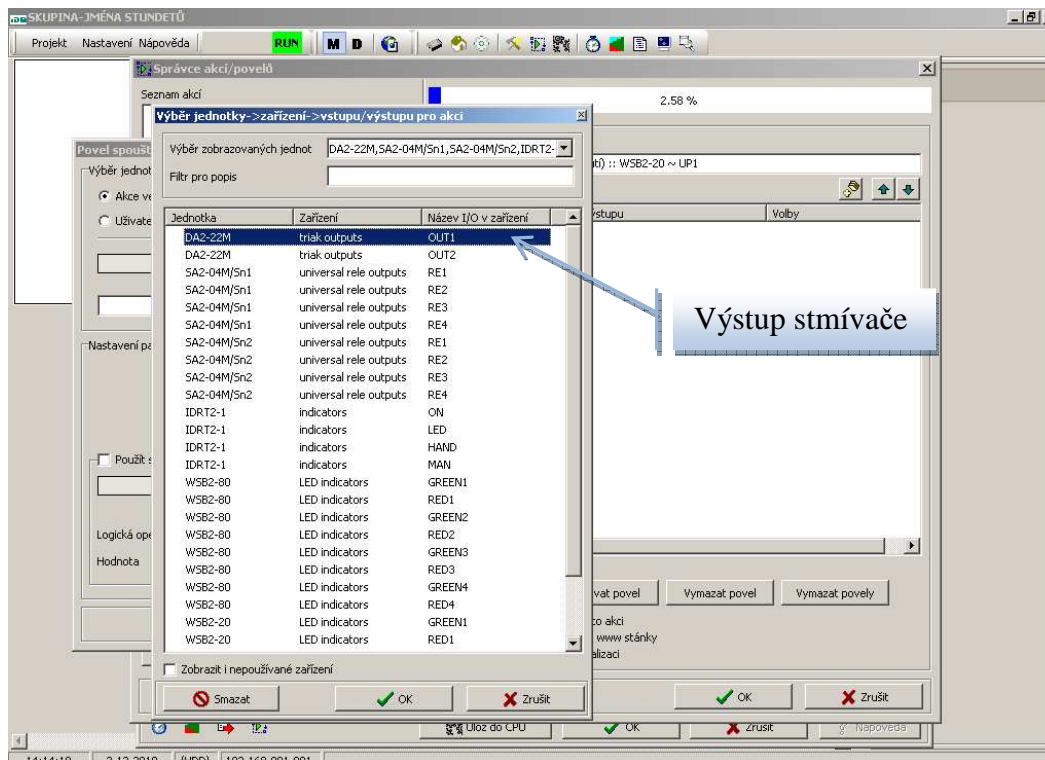 SKUPINA-JMÉNA STUNDETŮ
Projekt Nastavení Nápověda RUN M D
Správce akcí/povelů
Seznam akcí
2.58 %
Výběr jednotky->zařízení->vstupu/výstupu pro akci
Povel spoušt
Výběr zobrazovaných jednot DA2-22M,SA2-04M/Sn1,SA2-04M/Sn2,IDRT2-
Výběr jednot
:: WSB2-20 ~ UP1
Filtr pro popis
Akce ve
Uživate
Jednotka Zařízení Název I/O v zařízení
ýstupu Volby
DA2-22M triak outputs OUT1
DA2-22M triak outputs OUT2
SA2-04M/Sn1 universal rele outputs RE1
SA2-04M/Sn1 universal rele outputs RE2
SA2-04M/Sn1 universal rele outputs RE3
SA2-04M/Sn1 universal rele outputs RE4
SA2-04M/Sn2 universal rele outputs RE1
SA2-04M/Sn2 universal rele outputs RE2
SA2-04M/Sn2 universal rele outputs RE3
SA2-04M/Sn2 universal rele outputs RE4
IDRT2-1 indicators ON
IDRT2-1 indicators LED
IDRT2-1 indicators HAND
IDRT2-1 indicators MAN
WSB2-80 LED indicators GREEN1
WSB2-80 LED indicators RED1
WSB2-80 LED indicators GREEN2
WSB2-80 LED indicators RED2
WSB2-80 LED indicators GREEN3
WSB2-80 LED indicators RED3
WSB2-80 LED indicators GREEN4
WSB2-80 LED indicators RED4
WSB2-20 LED indicators GREEN1
WSB2-20 LED indicators RED1
Výstup stmívače
Nastavení pa
Použít s
Logická ope
Hodnota
vat povel Vymazat povel Vymazat povely
to akci
www stánky
alizaci
Zobrazit i nepoužívané zařízení
Smazat OK Zrušit
OK Zrušit
Ulož do CPU OK Zrušit Nápověda